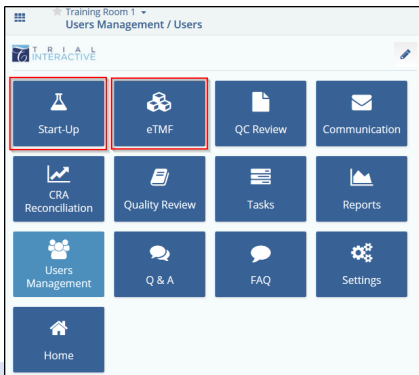 Training Room 1
Users Management / Users
TRIAL
INTERACTIVE
Start-Up
eTMF
QC Review
Communication
CRA
Reconciliation
Quality Review
Tasks
Reports
Users
Management
Q & A
FAQ
Settings
Home